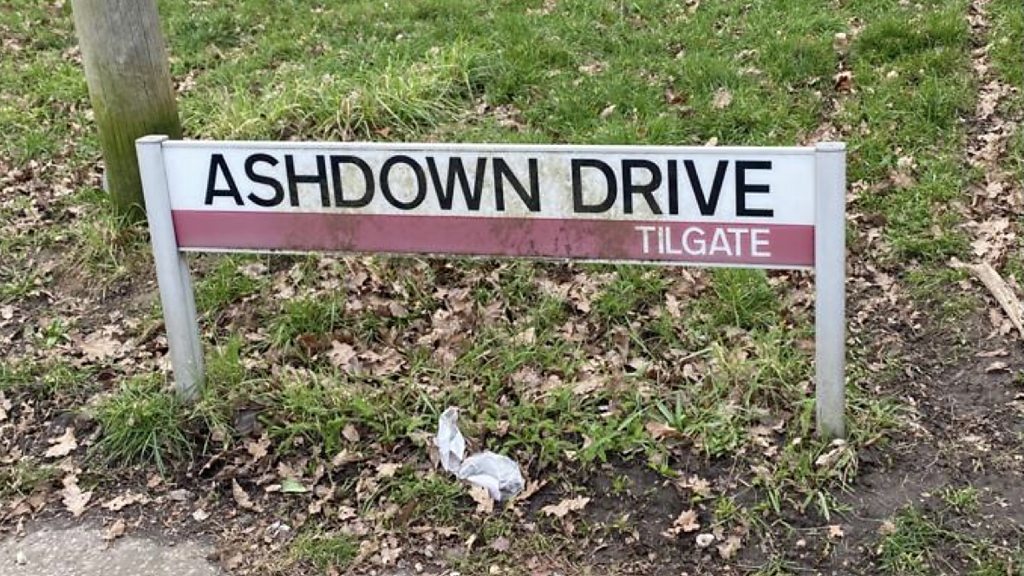 ASHDOWN DRIVE
TILGATE